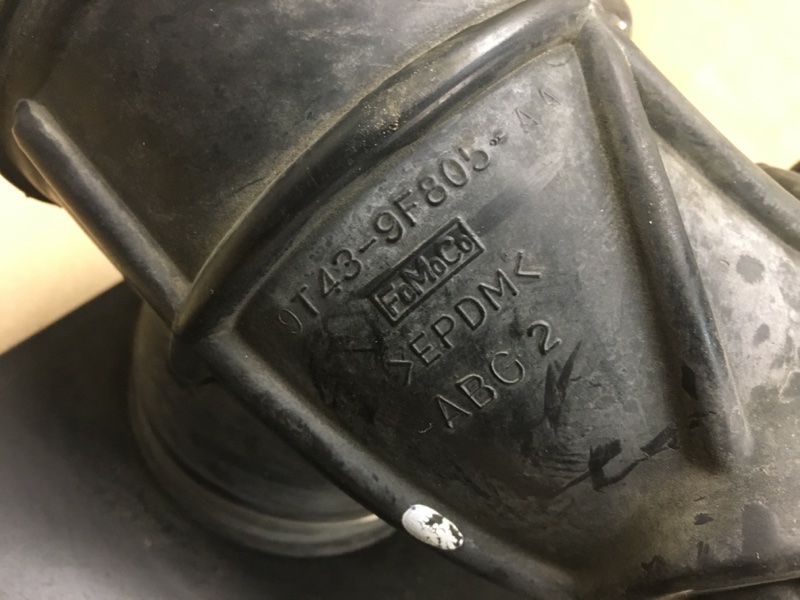 9T43-9F805-AA
FoMoCo
>EPDM<
ABG 2